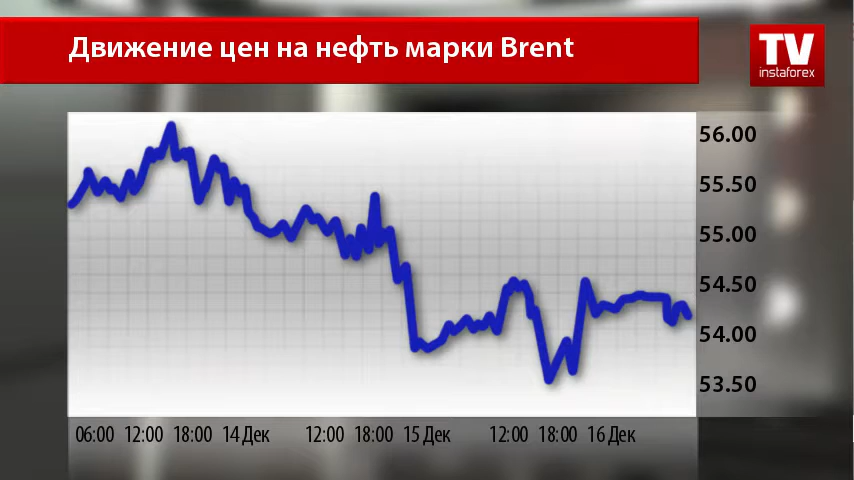 Движение цен на нефть марки Brent
TV
instaforex
56.00
55.50
55.00
54.50
54.00
53.50
06:00 12:00 18:00 14 Дек 12:00 18:00 15 Дек 12:00 18:00 16 Дек